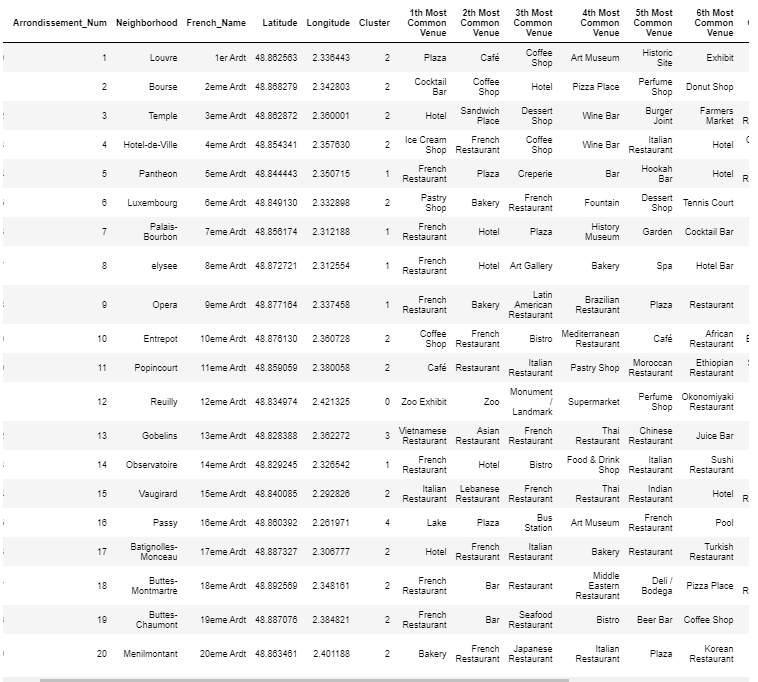 Arrondissement_Num Neighborhood French_Name Latitude Longitude Cluster 1th Most Common Venue 2th Most Common Venue 3th Most Common Venue 4th Most Common Venue 5th Most Common Venue 6th Most Common Venue
1 Louvre 1er Ardt 48.862563 2.336443 2 Plaza Café Coffee Shop Art Museum Historic Site Exhibit
2 Bourse 2eme Ardt 48.868279 2.342803 2 Cocktail Bar Coffee Shop Hotel Pizza Place Perfume Shop Donut Shop
3 Temple 3eme Ardt 48.862872 2.360001 2 Hotel Sandwich Place Dessert Shop Wine Bar Burger Joint Farmers Market
4 Hotel-de-Ville 4eme Ardt 48.854341 2.357630 2 Ice Cream Shop French Restaurant Coffee Shop Wine Bar Italian Restaurant Hotel
5 Pantheon 5eme Ardt 48.844443 2.350715 1 French Restaurant Plaza Creperie Bar Hookah Bar Hotel
6 Luxembourg 6eme Ardt 48.849130 2.332898 2 Pastry Shop Bakery French Restaurant Fountain Dessert Shop Tennis Court
7 Palais-Bourbon 7eme Ardt 48.856174 2.312188 1 French Restaurant Hotel Plaza History Museum Garden Cocktail Bar
8 elysee 8eme Ardt 48.872721 2.312554 1 French Restaurant Hotel Art Gallery Bakery Spa Hotel Bar
9 Opera 9eme Ardt 48.877164 2.337458 1 French Restaurant Bakery Latin American Restaurant Brazilian Restaurant Plaza Restaurant
10 Entrepot 10eme Ardt 48.876130 2.360728 2 Coffee Shop French Restaurant Bistro Mediterranean Restaurant Café African Restaurant
11 Popincourt 11eme Ardt 48.859059 2.380058 2 Café Restaurant Italian Restaurant Pastry Shop Moroccan Restaurant Ethiopian Restaurant
12 Reuilly 12eme Ardt 48.834974 2.421325 0 Zoo Exhibit Zoo Monument / Landmark Supermarket Perfume Shop Okonomiyaki Restaurant
13 Gobelins 13eme Ardt 48.828388 2.362272 3 Vietnamese Restaurant Asian Restaurant French Restaurant Thai Restaurant Chinese Restaurant Juice Bar
14 Observatoire 14eme Ardt 48.829245 2.326542 1 French Restaurant Hotel Bistro Food & Drink Shop Italian Restaurant Sushi Restaurant
15 Vaugirard 15eme Ardt 48.840085 2.292826 2 Italian Restaurant Lebanese Restaurant French Restaurant Thai Restaurant Indian Restaurant Hotel
16 Passy 16eme Ardt 48.860392 2.261971 4 Lake Plaza Bus Station Art Museum French Restaurant Pool
17 Batignolles-Monceau 17eme Ardt 48.887327 2.306777 2 Hotel French Restaurant Italian Restaurant Bakery Restaurant Turkish Restaurant
18 Buttes-Montmartre 18eme Ardt 48.892569 2.348161 2 French Restaurant Bar Restaurant Middle Eastern Restaurant Deli / Bodega Pizza Place
19 Buttes-Chaumont 19eme Ardt 48.887076 2.384821 2 French Restaurant Bar Seafood Restaurant Bistro Beer Bar Coffee Shop
20 Menilmontant 20eme Ardt 48.863461 2.401188 2 Bakery French Restaurant Japanese Restaurant Italian Restaurant Plaza Korean Restaurant